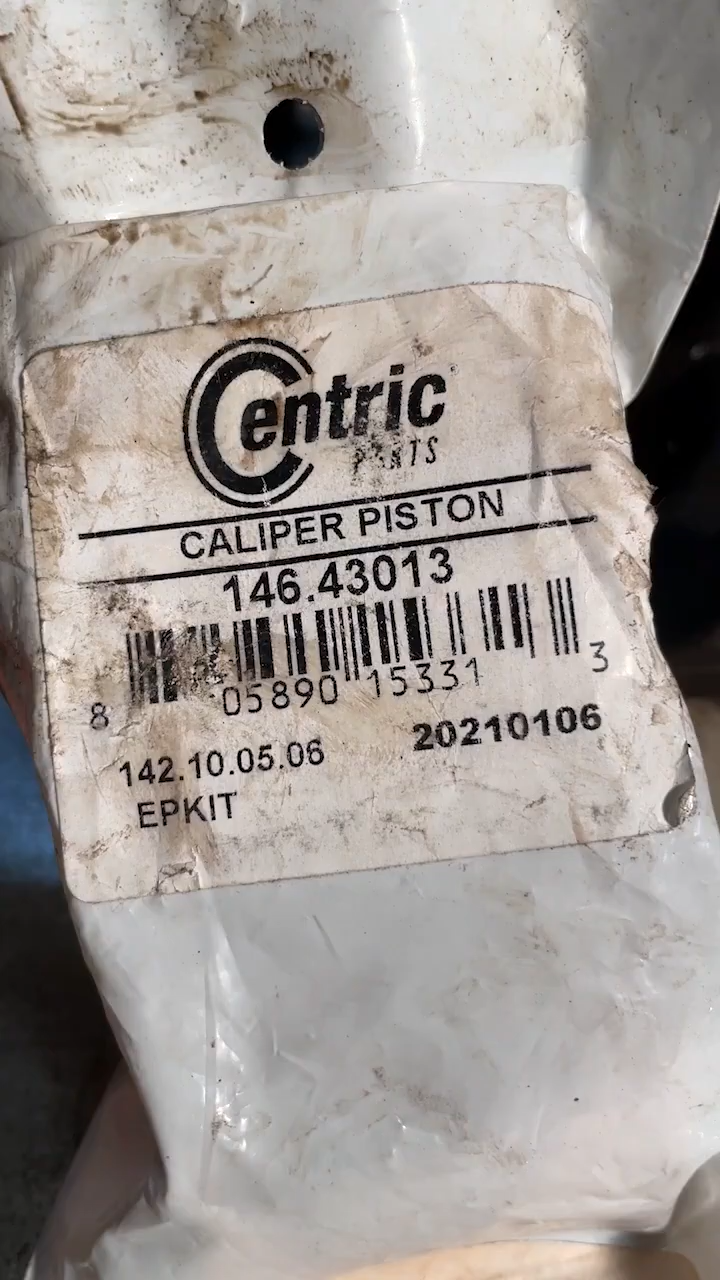 Centric
PARTS
CALIPER PISTON
146.43013
8 05890 15331 3
142.10.05.06 20210106
EPKIT